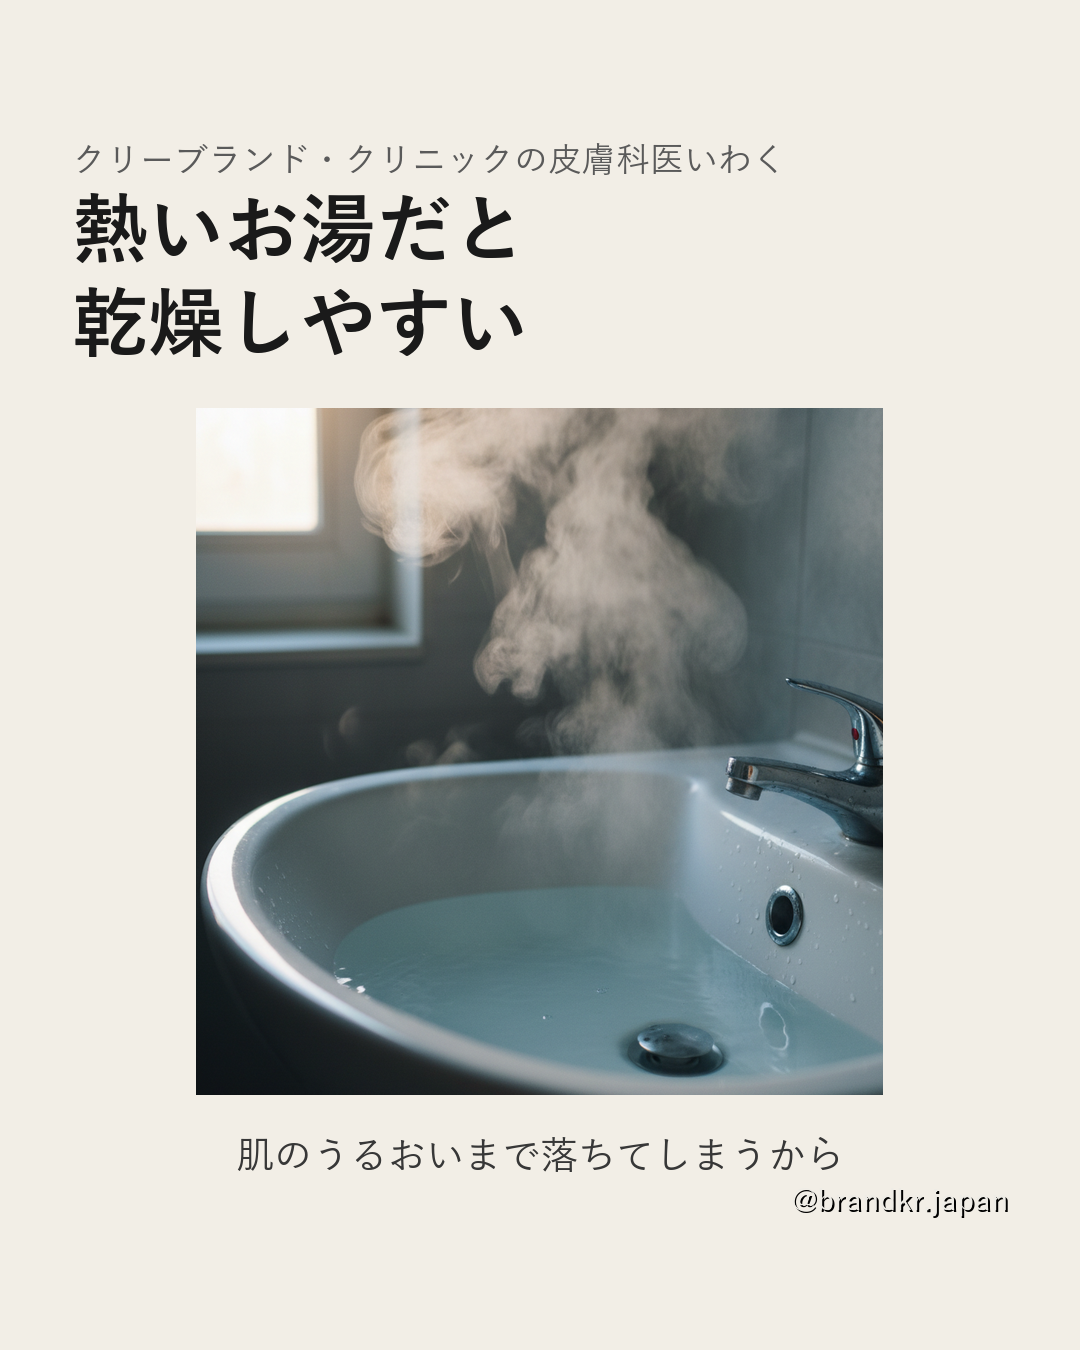 クリーブランド・クリニックの皮膚科医いわく
熱いお湯だと
乾燥しやすい
肌のうるおいまで落ちてしまうから
@brandkr.japan